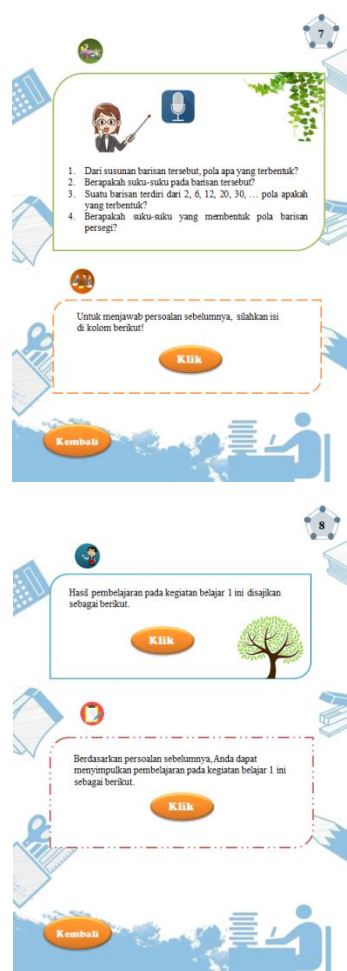 7
1. Dari susunan barisan tersebut, pola apa yang terbentuk?
2. Berapakah suku-suku pada barisan tersebut?
3. Suatu barisan terdiri dari 2, 6, 12, 20, 30, … pola apakah
yang terbentuk?
4. Berapakah suku-suku yang membentuk pola barisan
persegi?
Untuk menjawab persoalan sebelumnya, silahkan isi
di kolom berikut!
Klik
Kembali
8
Hasil pembelajaran pada kegiatan belajar 1 ini disajikan
sebagai berikut.
Klik
Berdasarkan persoalan sebelumnya, Anda dapat
menyimpulkan pembelajaran pada kegiatan belajar 1 ini
sebagai berikut.
Klik
Kembali